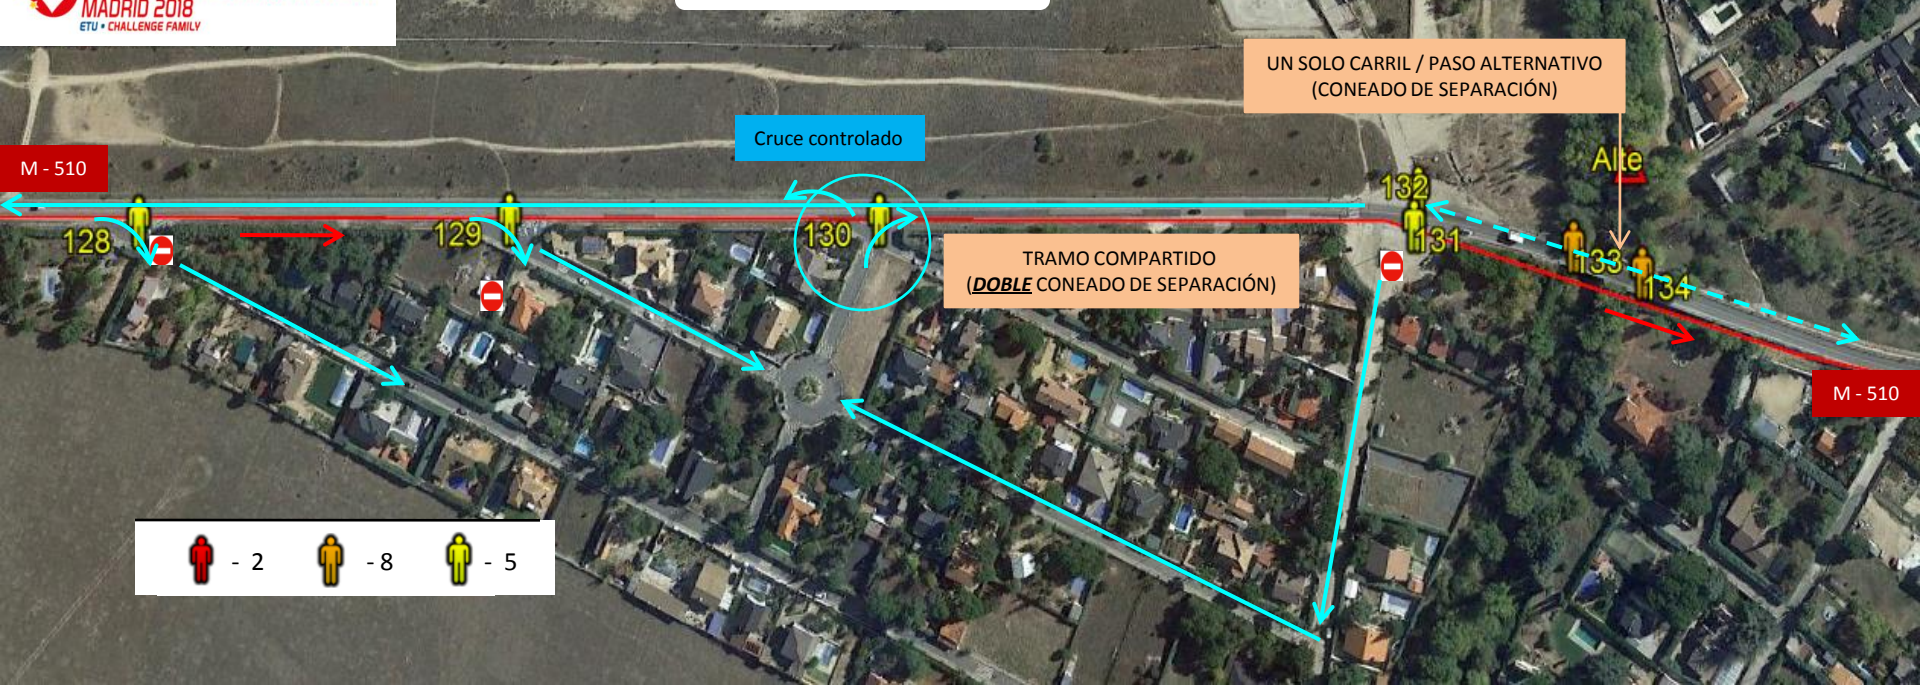 MADRID 2018
ETU • CHALLENGE FAMILY
UN SOLO CARRIL / PASO ALTERNATIVO
(CONEADO DE SEPARACIÓN)
Cruce controlado
M - 510
Alte
132
128
129
130
131
TRAMO COMPARTIDO
(DOBLE CONEADO DE SEPARACIÓN)
133
134
M - 510
- 2
- 8
- 5